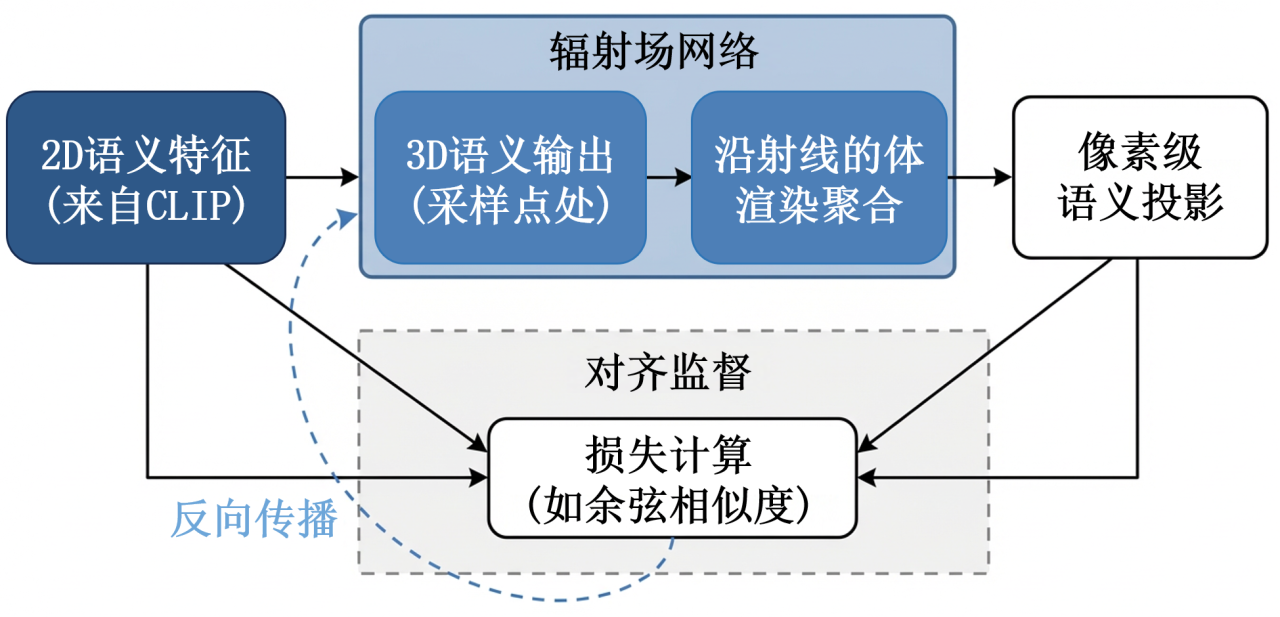 辐射场网络
2D语义特征
(来自CLIP)
3D语义输出
(采样点处)
沿射线的体
渲染聚合
像素级
语义投影
对齐监督
损失计算
(如余弦相似度)
反向传播